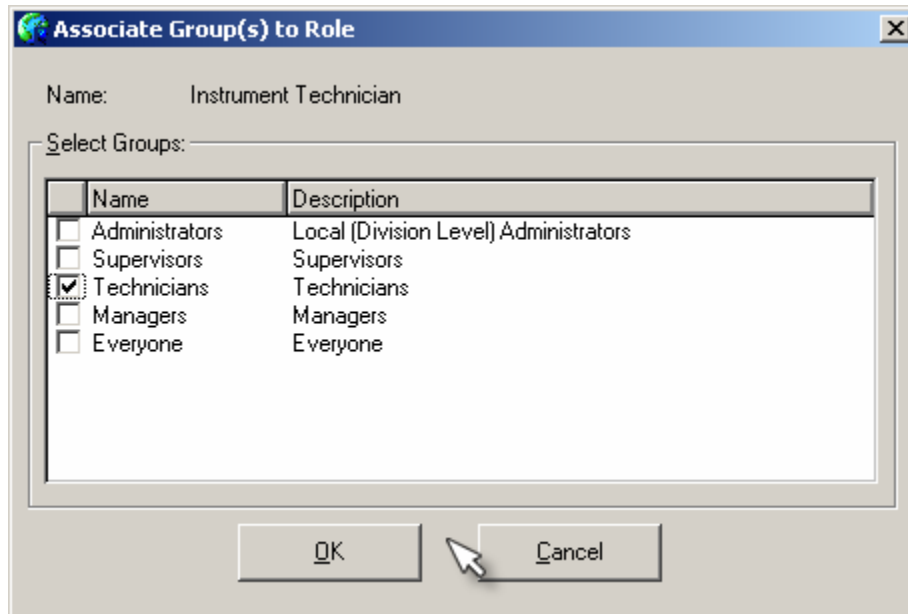 Associate Group(s) to Role
Name: Instrument Technician
Select Groups:
Name Description
Administrators Local (Division Level) Administrators
Supervisors Supervisors
Technicians Technicians
Managers Managers
Everyone Everyone
OK Cancel